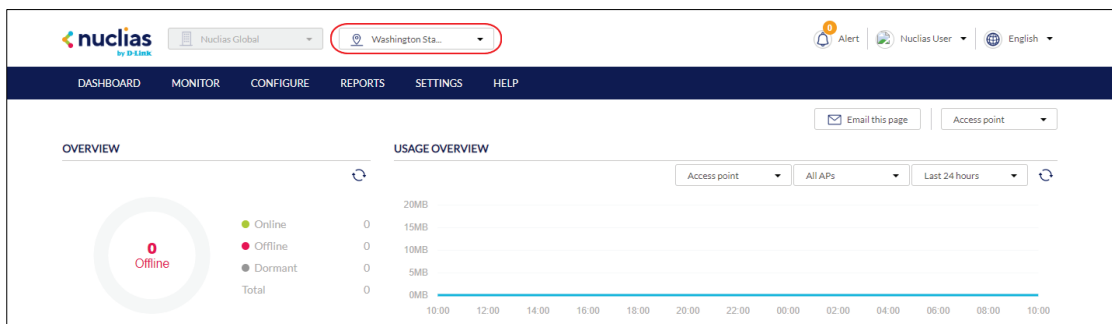 nuclias
by D-Link
Nuclias Global
Washington Sta...
0
Alert
Nuclias User
English
DASHBOARD MONITOR CONFIGURE REPORTS SETTINGS HELP
Email this page
Access point
OVERVIEW
USAGE OVERVIEW
Access point
All APs
Last 24 hours
0
Offline
Online 0
Offline 0
Dormant 0
Total 0
20MB
15MB
10MB
5MB
0MB
10:00 12:00 14:00 16:00 18:00 20:00 22:00 00:00 02:00 04:00 06:00 08:00 10:00